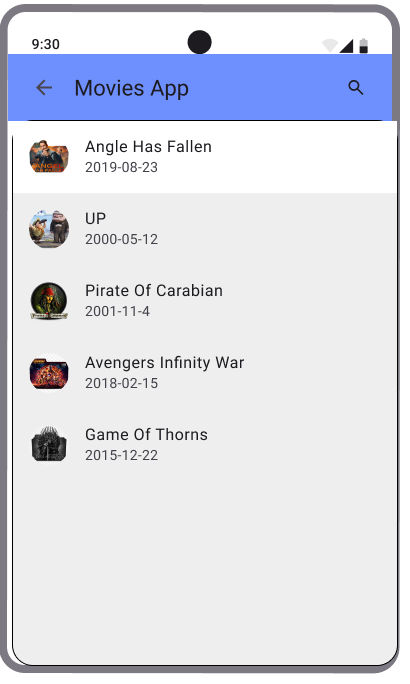 9:30
Movies App
Angle Has Fallen
2019-08-23
UP
2000-05-12
Pirate Of Carabian
2001-11-4
Avengers Infinity War
2018-02-15
Game Of Thorns
2015-12-22